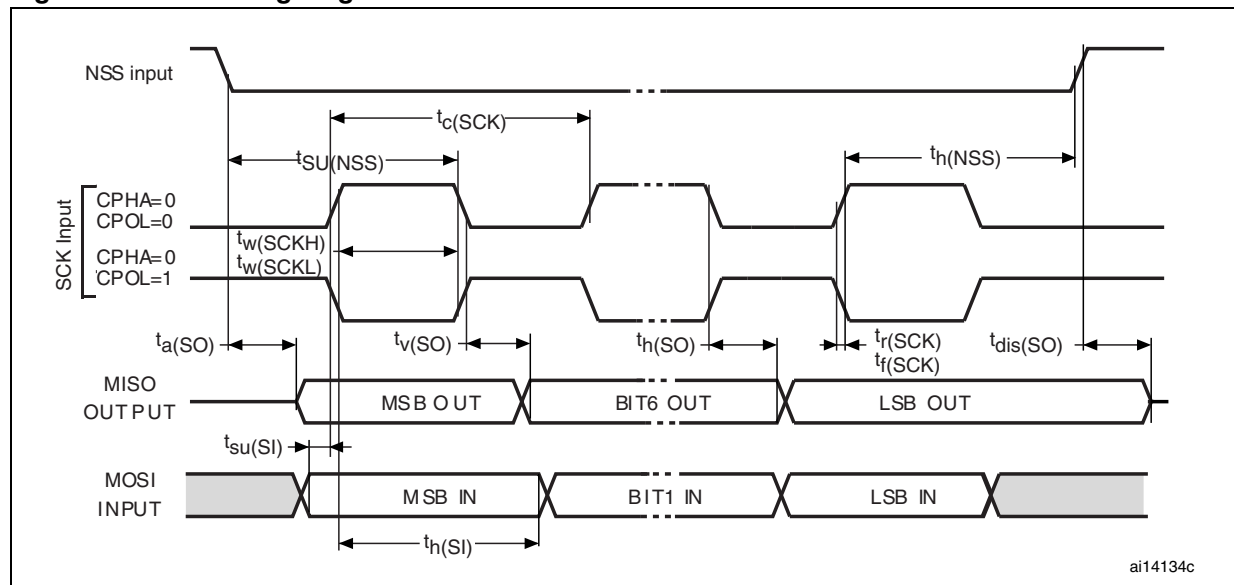 NSS input
tc(SCK)
tSU(NSS)
th(NSS)
SCK Input
CPHA=0
CPOL=0
tw(SCKH)
CPHA=0
tw(SCKL)
CPOL=1
ta(SO)
tv(SO)
th(SO)
tr(SCK)
tf(SCK)
tdis(SO)
MISO
OUTPUT
MSB OUT
BIT6 OUT
LSB OUT
tsu(SI)
MOSI
INPUT
MSB IN
BIT1 IN
LSB IN
th(SI)
ai14134c